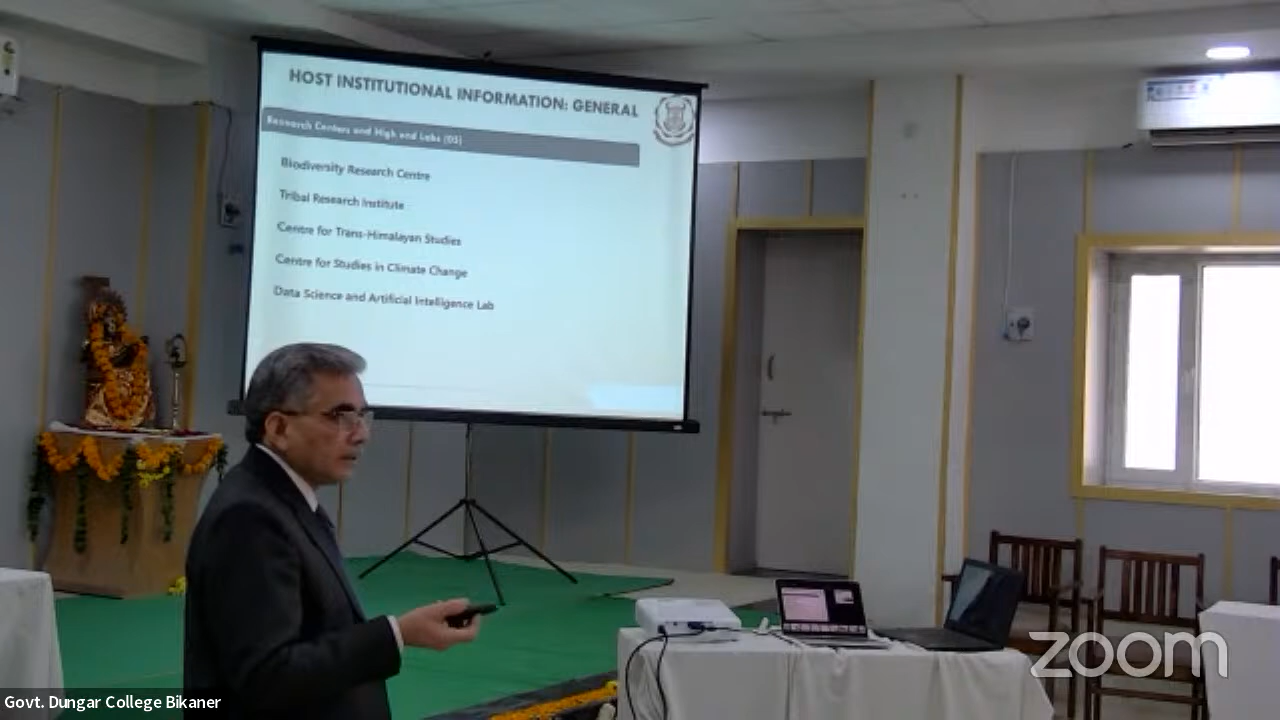 HOST INSTITUTIONAL INFORMATION: GENERAL
Research Centers and High end Labs (05)
Biodiversity Research Centre
Tribal Research Institute
Centre for Trans-Himalayan Studies
Centre for Studies in Climate Change
Data Science and Artificial Intelligence Lab
zoom
Govt. Dungar College Bikaner